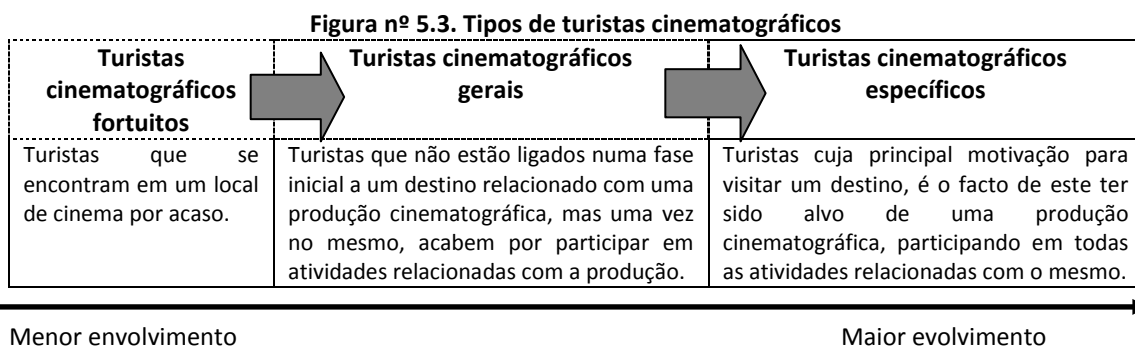 Figura nº 5.3. Tipos de turistas cinematográficos
Turistas
cinematográficos
fortuitos
Turistas cinematográficos
gerais
Turistas cinematográficos
específicos
Turistas que se
encontram em um local
de cinema por acaso.
Turistas que não estão ligados numa fase
inicial a um destino relacionado com uma
produção cinematográfica, mas uma vez
no mesmo, acabem por participar em
atividades relacionadas com a produção.
Turistas cuja principal motivação para
visitar um destino, é o facto de este ter
sido alvo de uma produção
cinematográfica, participando em todas
as atividades relacionadas com o mesmo.
Menor envolvimento
Maior evolvimento